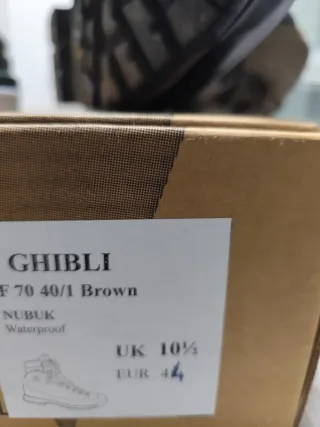 GHIBLI
F 70 40/1 Brown
NUBUK
Waterproof
UK 10½
EUR 44